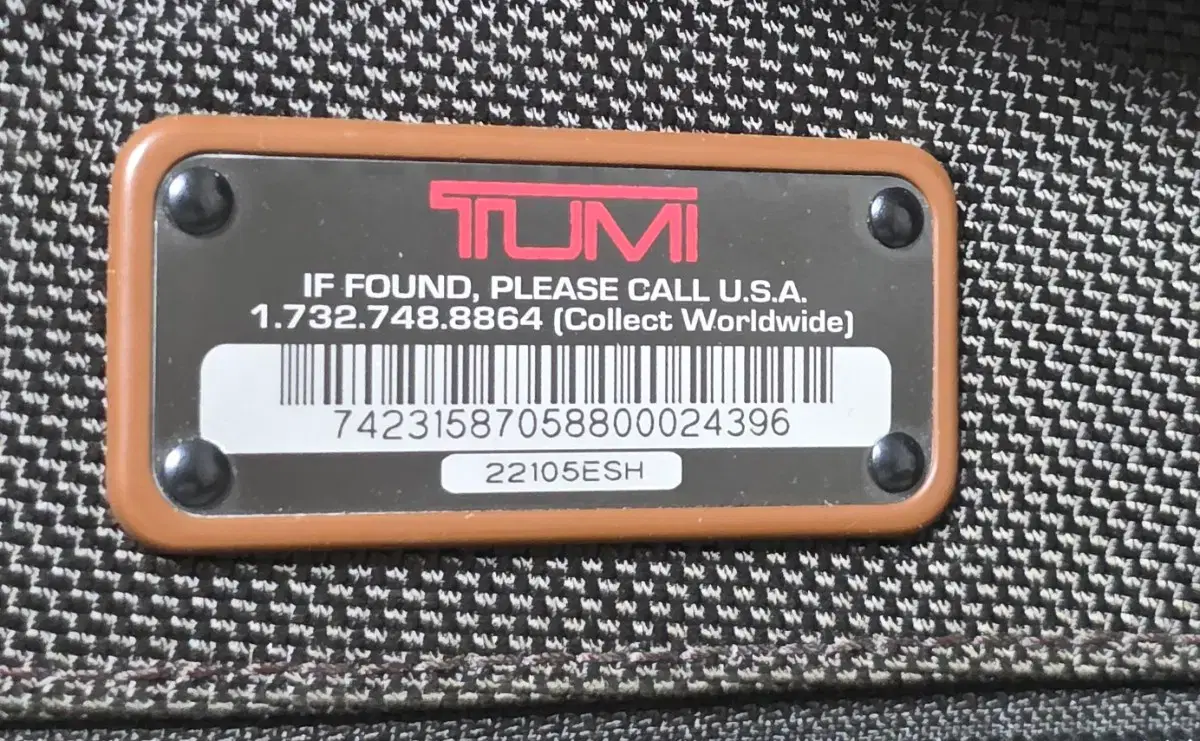 TUMI
IF FOUND, PLEASE CALL U.S.A.
1.732.748.8864 (Collect Worldwide)
74231587058800024396
22105ESH